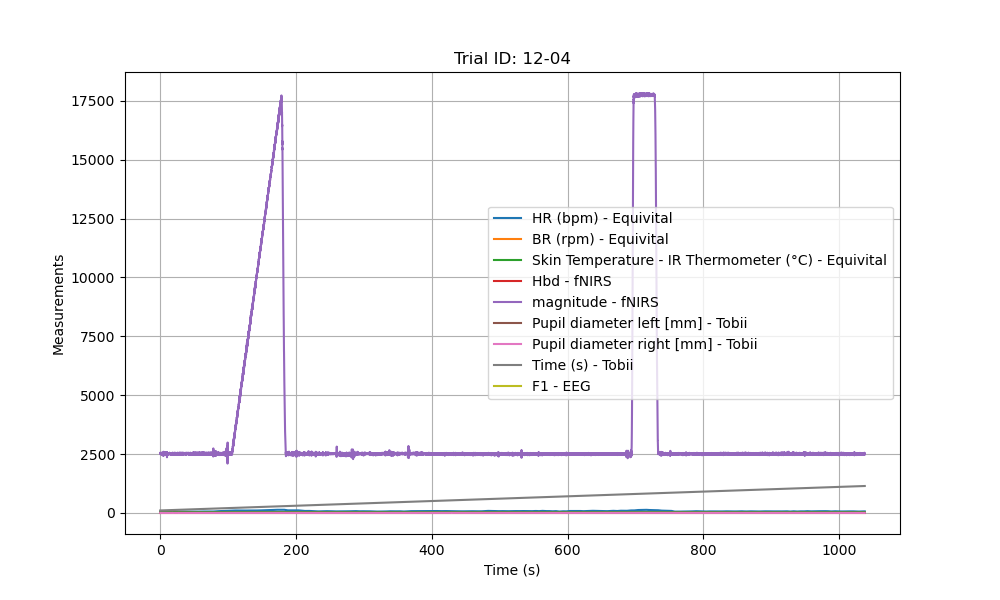 Trial ID: 12-04
17500
15000
12500
10000
7500
5000
2500
0
Measurements
HR (bpm) - Equivital
BR (rpm) - Equivital
Skin Temperature - IR Thermometer (°C) - Equivital
Hbd - fNIRS
magnitude - fNIRS
Pupil diameter left [mm] - Tobii
Pupil diameter right [mm] - Tobii
Time (s) - Tobii
F1 - EEG
0 200 400 600 800 1000
Time (s)